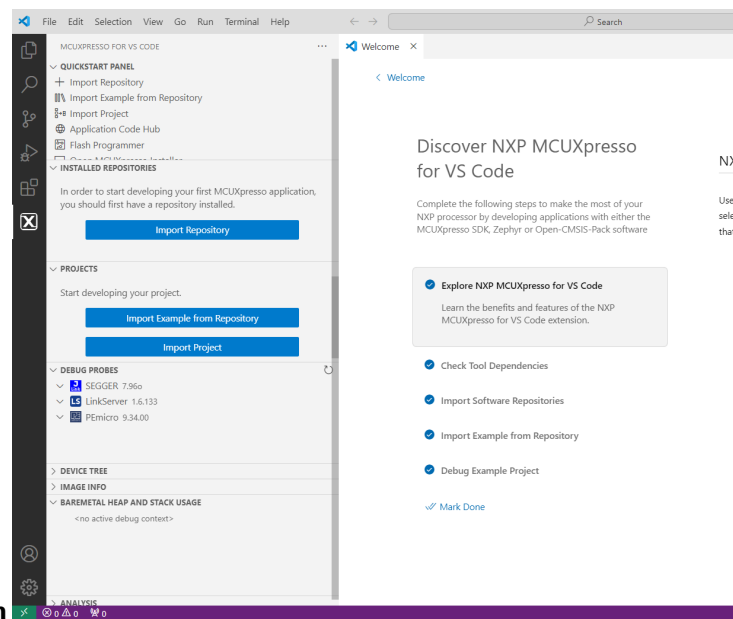 File Edit Selection View Go Run Terminal Help
Search
MCUXPRESSO FOR VS CODE
Welcome
QUICKSTART PANEL
Import Repository
Import Example from Repository
Import Project
Application Code Hub
Flash Programmer
Open MCUXpresso Installer
INSTALLED REPOSITORIES
In order to start developing your first MCUXpresso application,
you should first have a repository installed.
Import Repository
PROJECTS
Start developing your project.
Import Example from Repository
Import Project
DEBUG PROBES
SEGGER 7.96o
LS LinkServer 1.6.133
PEmicro 9.34.00
DEVICE TREE
IMAGE INFO
BAREMETAL HEAP AND STACK USAGE
<no active debug context>
ANALYSIS
0 0 0
Welcome
Discover NXP MCUXpresso
for VS Code
Complete the following steps to make the most of your
NXP processor by developing applications with either the
MCUXpresso SDK, Zephyr or Open-CMSIS-Pack software
Explore NXP MCUXpresso for VS Code
Learn the benefits and features of the NXP
MCUXpresso for VS Code extension.
Check Tool Dependencies
Import Software Repositories
Import Example from Repository
Debug Example Project
Mark Done
Use